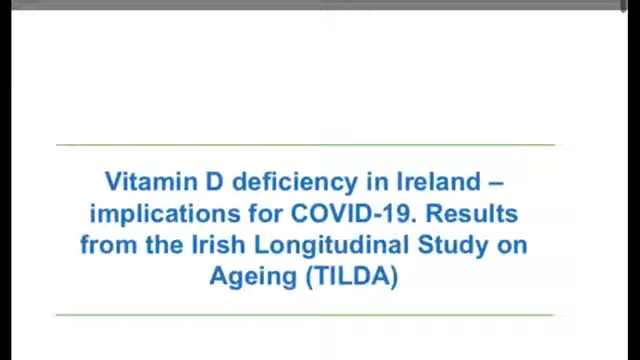 Vitamin D deficiency in Ireland –
implications for COVID-19. Results
from the Irish Longitudinal Study on
Ageing (TILDA)